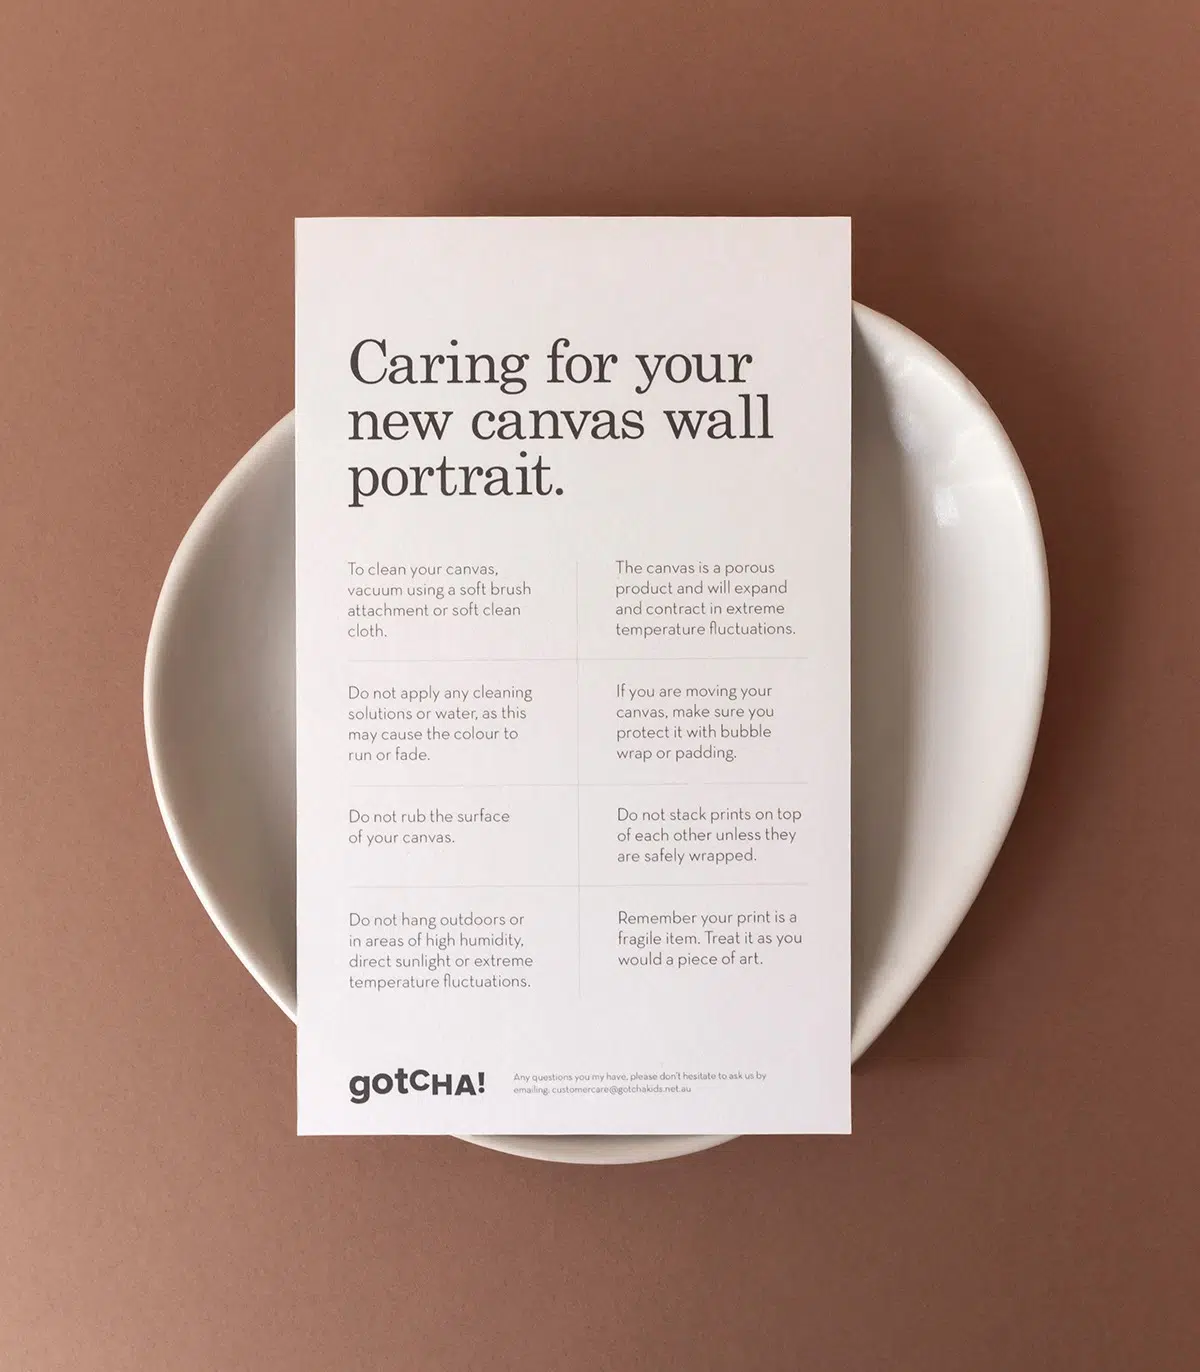 Caring for your
new canvas wall
portrait.
To clean your canvas,
vacuum using a soft brush
attachment or soft clean
cloth.
Do not apply any cleaning
solutions or water, as this
may cause the colour to
run or fade.
Do not rub the surface
of your canvas.
Do not hang outdoors or
in areas of high humidity,
direct sunlight or extreme
temperature fluctuations.
The canvas is a porous
product and will expand
and contract in extreme
temperature fluctuations.
If you are moving your
canvas, make sure you
protect it with bubble
wrap or padding.
Do not stack prints on top
of each other unless they
are safely wrapped.
Remember your print is a
fragile item. Treat it as you
would a piece of art.
gotCHA!
Any questions you my have, please don't hesitate to ask us by
emailing: customercare@gotchakids.net.au